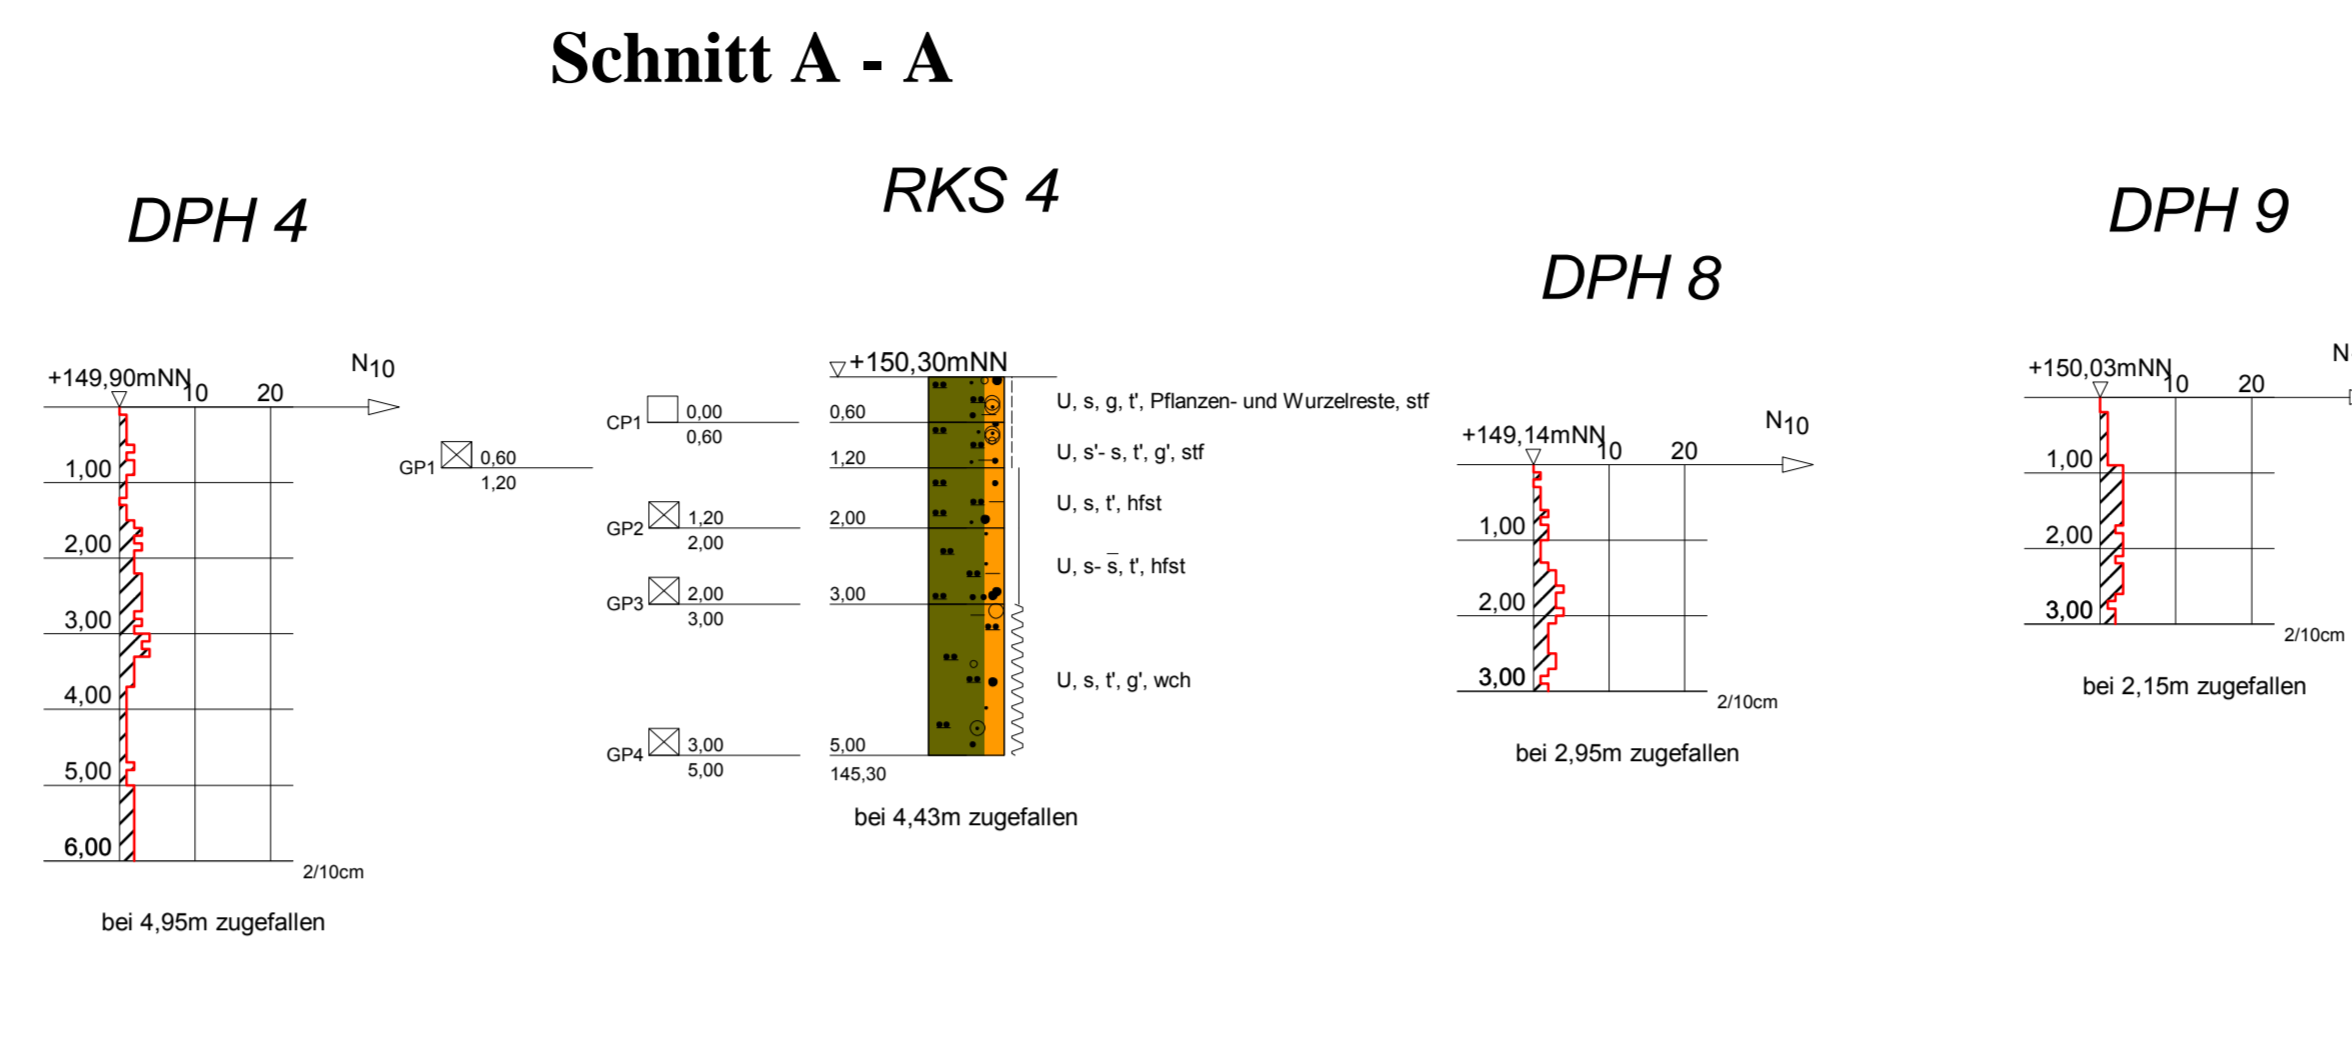 Schnitt A - A
DPH 4
+149,90mNN
10
20
N10
1,00
2,00
3,00
4,00
5,00
6,00
2/10cm
bei 4,95m zugefallen
RKS 4
+150,30mNN
GP1
0,60
1,20
CP1
0,00
0,60
GP2
1,20
2,00
GP3
2,00
3,00
GP4
3,00
5,00
0,60
1,20
2,00
3,00
5,00
145,30
U, s, g, t', Pflanzen- und Wurzelreste, stf
U, s'- s, t', g', stf
U, s, t', hfst
U, s- s̅, t', hfst
U, s, t', g', wch
bei 4,43m zugefallen
DPH 8
+149,14mNN
10
20
N10
1,00
2,00
3,00
2/10cm
bei 2,95m zugefallen
DPH 9
+150,03mNN
10
20
N
1,00
2,00
3,00
2/10cm
bei 2,15m zugefallen